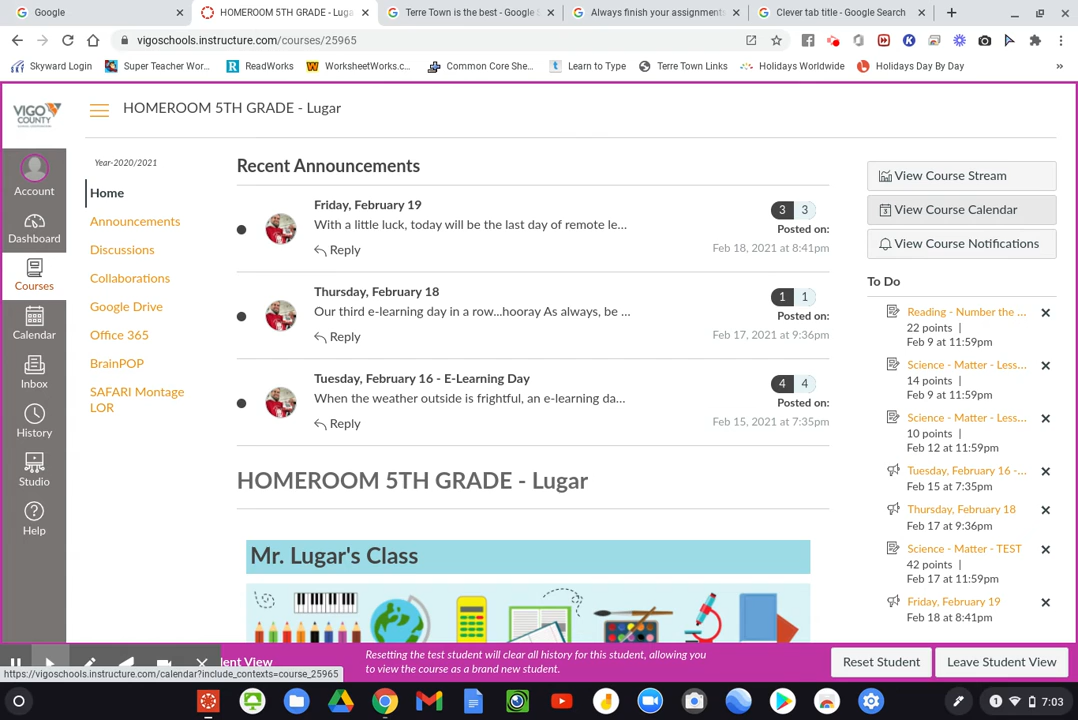 Google
HOMEROOM 5TH GRADE - Luga
Terre Town is the best - Google S
Always finish your assignment
Clever tab title - Google Search
vigoschools.instructure.com/courses/25965
Skyward Login
Super Teacher Wor...
ReadWorks
WorksheetWorks.c...
Common Core She...
Learn to Type
Terre Town Links
Holidays Worldwide
Holidays Day By Day
»
VIGO
COUNTY
HOMEROOM 5TH GRADE - Lugar
Account
Dashboard
Courses
Calendar
Inbox
History
Studio
Help
Year-2020/2021
Home
Announcements
Discussions
Collaborations
Google Drive
Office 365
BrainPOP
SAFARI Montage
LOR
Recent Announcements
Friday, February 19
With a little luck, today will be the last day of remote le...
Reply
3 3
Posted on:
Feb 18, 2021 at 8:41pm
Thursday, February 18
Our third e-learning day in a row...hooray As always, be ...
Reply
1 1
Posted on:
Feb 17, 2021 at 9:36pm
Tuesday, February 16 - E-Learning Day
When the weather outside is frightful, an e-learning da...
Reply
4 4
Posted on:
Feb 15, 2021 at 7:35pm
HOMEROOM 5TH GRADE - Lugar
Mr. Lugar's Class
View Course Stream
View Course Calendar
View Course Notifications
To Do
Reading - Number the ...
22 points |
Feb 9 at 11:59pm
Science - Matter - Less...
14 points |
Feb 9 at 11:59pm
Science - Matter - Less...
10 points |
Feb 12 at 11:59pm
Tuesday, February 16 -...
Feb 15 at 7:35pm
Thursday, February 18
Feb 17 at 9:36pm
Science - Matter - TEST
42 points |
Feb 17 at 11:59pm
Friday, February 19
Feb 18 at 8:41pm
dent View
Resetting the test student will clear all history for this student, allowing you
to view the course as a brand new student.
Reset Student
Leave Student View
https://vigoschools.instructure.com/calendar?include_contexts=course_25965
1
7:03